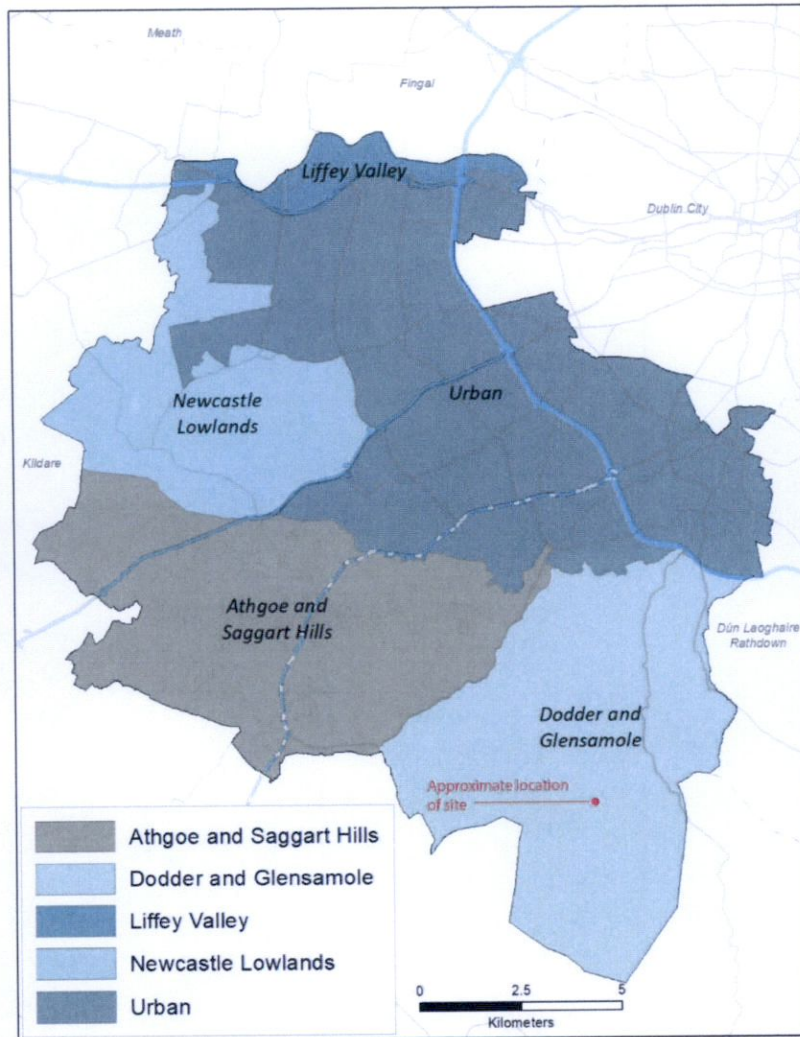 Meath
Fingal
Liffey Valley
Dublin City
Newcastle
Lowlands
Urban
Kildare
Athgoe and
Saggart Hills
Dún Laoghaire
Rathdown
Dodder and
Glensamole
Approximate location
of site
Athgoe and Saggart Hills
Dodder and Glensamole
Liffey Valley
Newcastle Lowlands
Urban
0 2.5 5
Kilometers